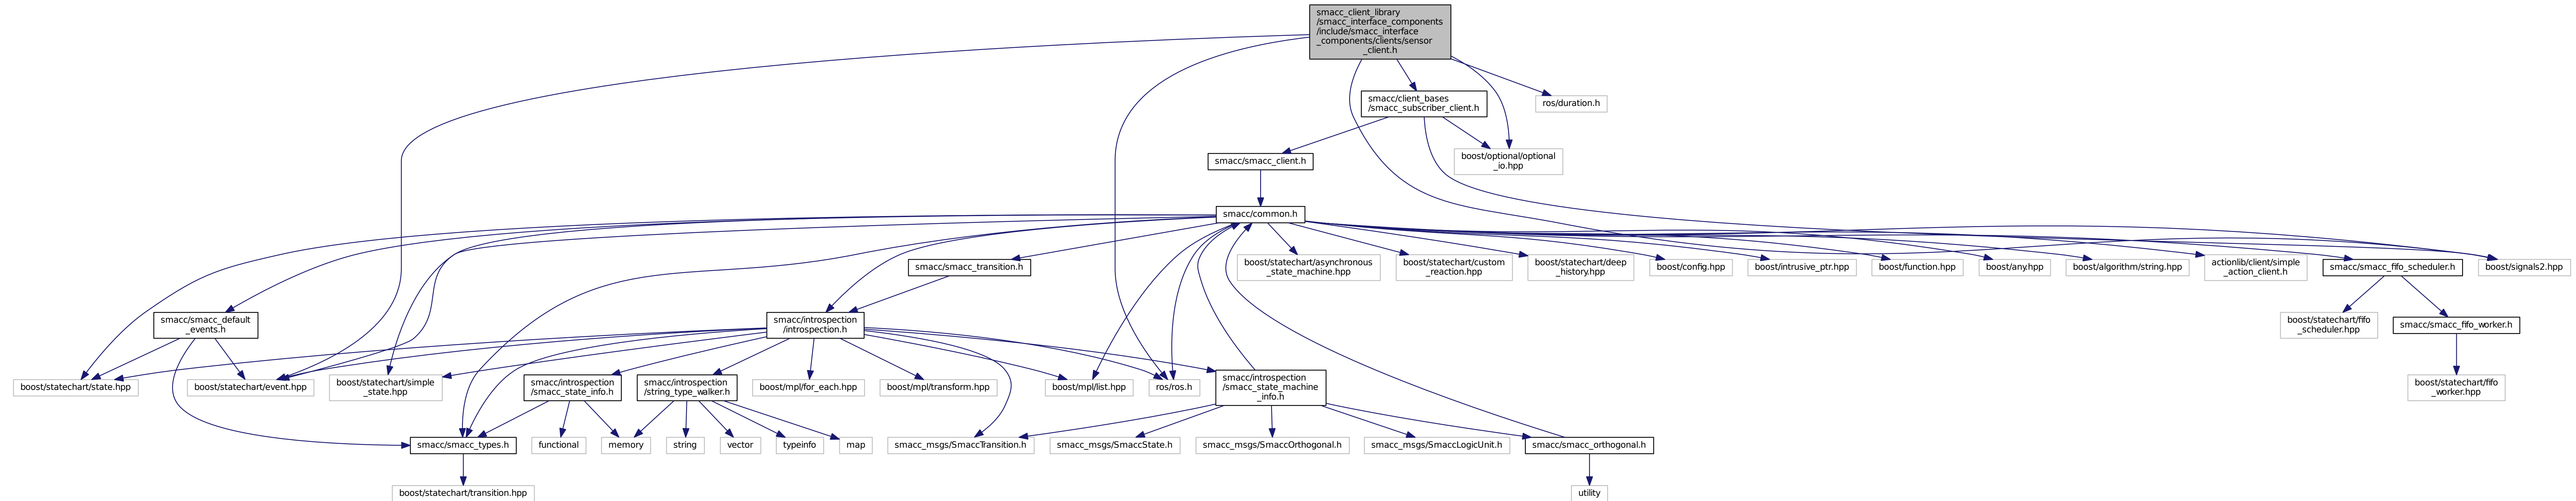 smacc_client_library
/smacc_interface_components
/include/smacc_interface
_components/clients/sensor
_client.h
smacc/client_bases
/smacc_subscriber_client.h
ros/duration.h
smacc/smacc_client.h
boost/optional/optional
_io.hpp
smacc/common.h
smacc/smacc_transition.h
boost/statechart/asynchronous
_state_machine.hpp
boost/statechart/custom
_reaction.hpp
boost/statechart/deep
_history.hpp
boost/config.hpp
boost/intrusive_ptr.hpp
boost/function.hpp
boost/any.hpp
boost/algorithm/string.hpp
actionlib/client/simple
_action_client.h
smacc/smacc_fifo_scheduler.h
boost/signals2.hpp
smacc/smacc_default
_events.h
smacc/introspection
/introspection.h
boost/statechart/fifo
_scheduler.hpp
smacc/smacc_fifo_worker.h
boost/statechart/state.hpp
boost/statechart/event.hpp
boost/statechart/simple
_state.hpp
smacc/introspection
/smacc_state_info.h
smacc/introspection
/string_type_walker.h
boost/mpl/for_each.hpp
boost/mpl/transform.hpp
boost/mpl/list.hpp
ros/ros.h
smacc/introspection
/smacc_state_machine
_info.h
boost/statechart/fifo
_worker.hpp
smacc/smacc_types.h
functional
memory
string
vector
typeinfo
map
smacc_msgs/SmaccTransition.h
smacc_msgs/SmaccState.h
smacc_msgs/SmaccOrthogonal.h
smacc_msgs/SmaccLogicUnit.h
smacc/smacc_orthogonal.h
boost/statechart/transition.hpp
utility